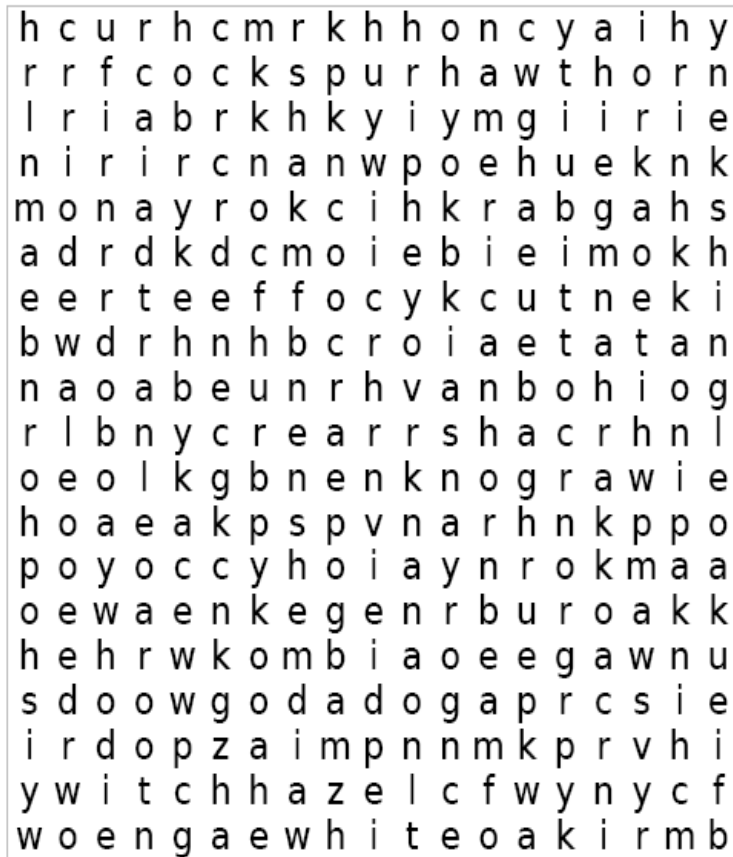 h c u r h c m r k h h o n c y a i h y
r r f c o c k s p u r h a w t h o r n
l r i a b r k h k y i y m g i i r i e
n i r i r c n a n w p o e h u e k n k
m o n a y r o k c i h k r a b g a h s
a d r d k d c m o i e b i e i m o k h
e e r t e e f f o c y k c u t n e k i
b w d r h n h b c r o i a e t a t a n
n a o a b e u n r h v a n b o h i o g
r l b n y c r e a r r s h a c r h n l
o e o l k g b n e n k n o g r a w i e
h o a e a k p s p v n a r h n k p p o
p o y o c c y h o i a y n r o k m a a
o e w a e n k e g e n r b u r o a k k
h e h r w k o m b i a o e e g a w n u
s d o o w g o d a d o g a p r c s i e
i r d o p z a i m p n n m k p r v h i
y w i t c h h a z e l c f w y n y c f
w o e n g a e w h i t e o a k i r m b